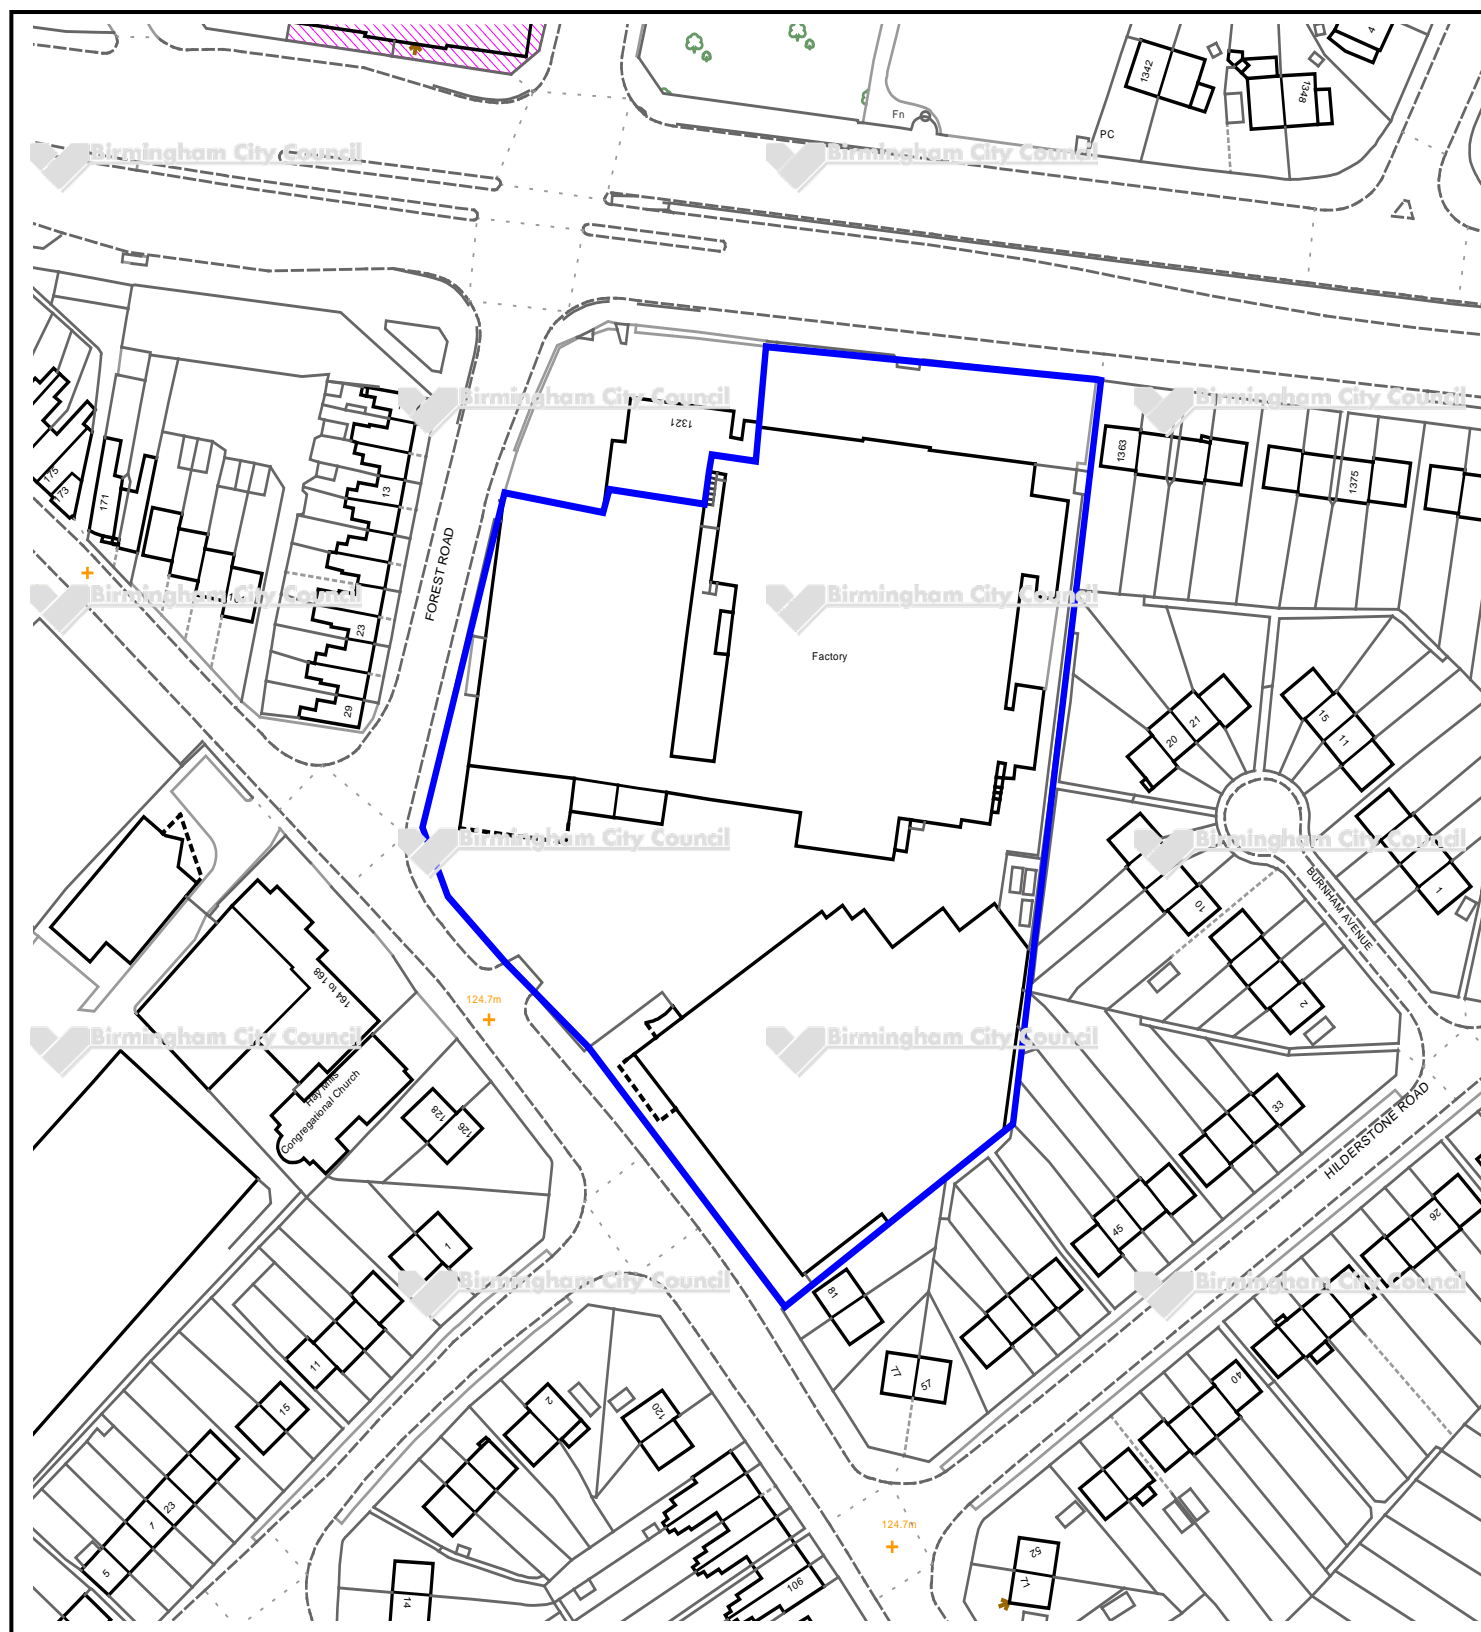 4
1342
1348
Fn
PC
Birmingham City Council
Birmingham City Council
Birmingham City Council
Birmingham City Council
1321
1363
1375
175
173
171
13
FOREST ROAD
Birmingham City Council
Birmingham City Council
23
29
Factory
21
20
15
11
Birmingham City Council
Birmingham City Council
10
1
BURNHAM AVENUE
2
164 to 168
124.7m
Birmingham City Council
Birmingham City Council
Hay Mills
Congregational Church
128
126
33
HILDERSTONE ROAD
45
26
1
Birmingham City Council
Birmingham City Council
81
11
77
57
40
15
2
120
23
7
5
124.7m
52
71
14
106